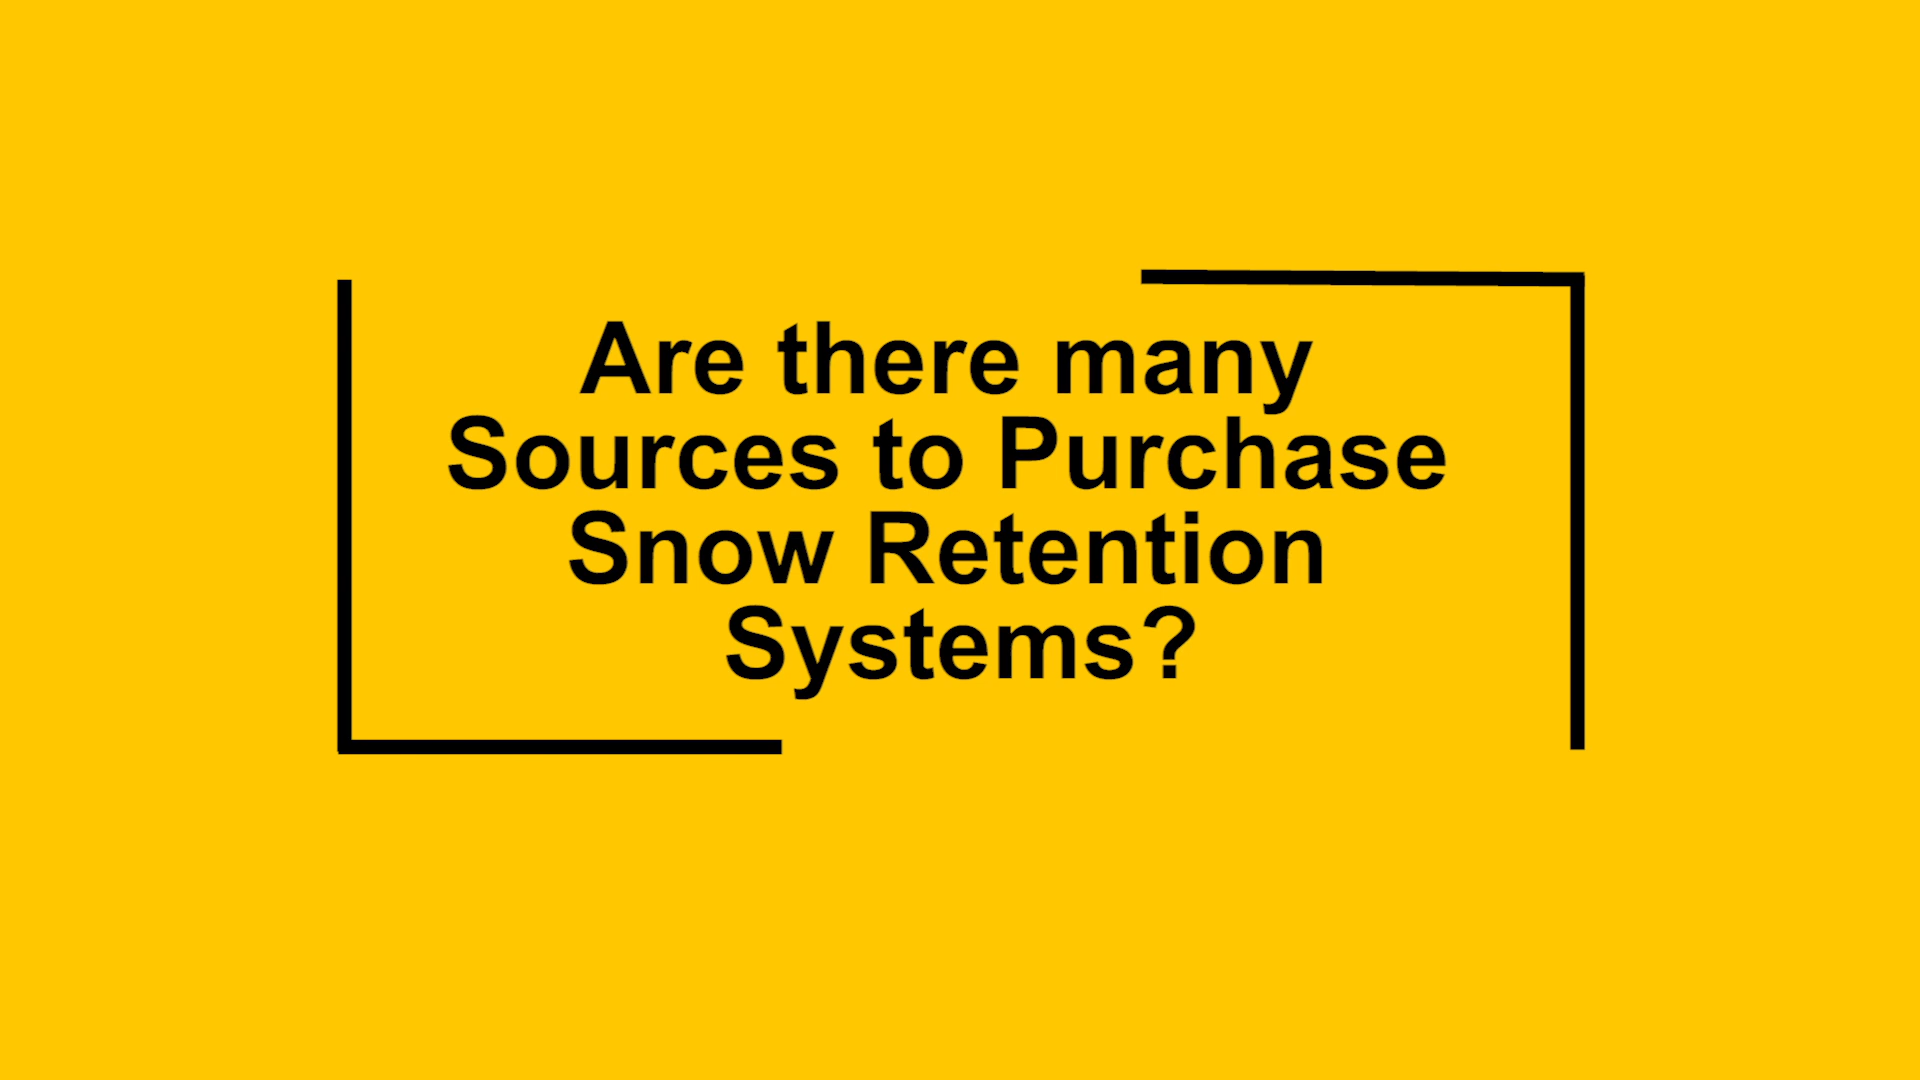 Are there many
Sources to Purchase
Snow Retention
Systems?